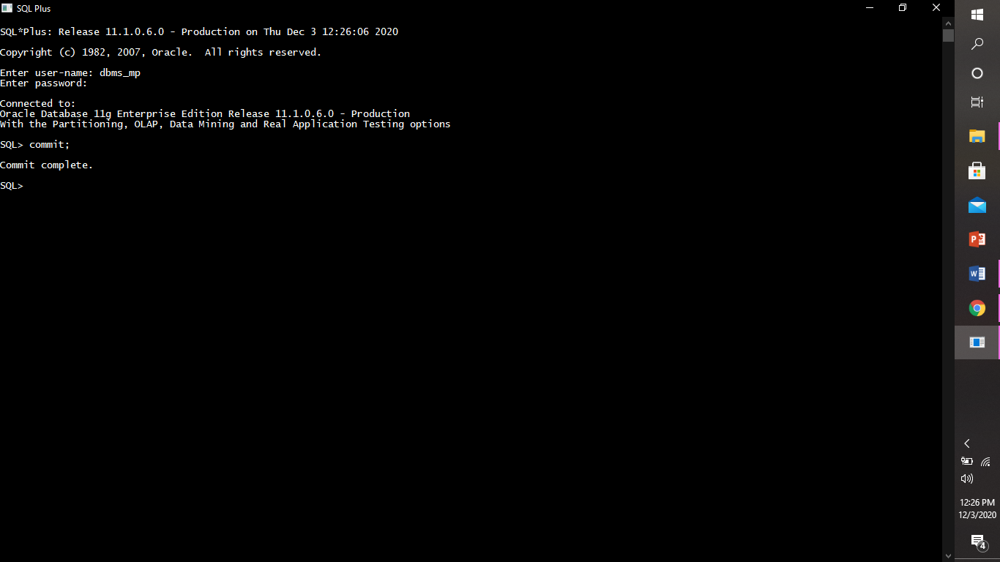 SQL Plus
SQL*Plus: Release 11.1.0.6.0 - Production on Thu Dec 3 12:26:06 2020
Copyright (c) 1982, 2007, Oracle.  All rights reserved.
Enter user-name: dbms_mp
Enter password:
Connected to:
Oracle Database 11g Enterprise Edition Release 11.1.0.6.0 - Production
With the Partitioning, OLAP, Data Mining and Real Application Testing options
SQL> commit;
Commit complete.
SQL>
P
W
12:26 PM
12/3/2020
4